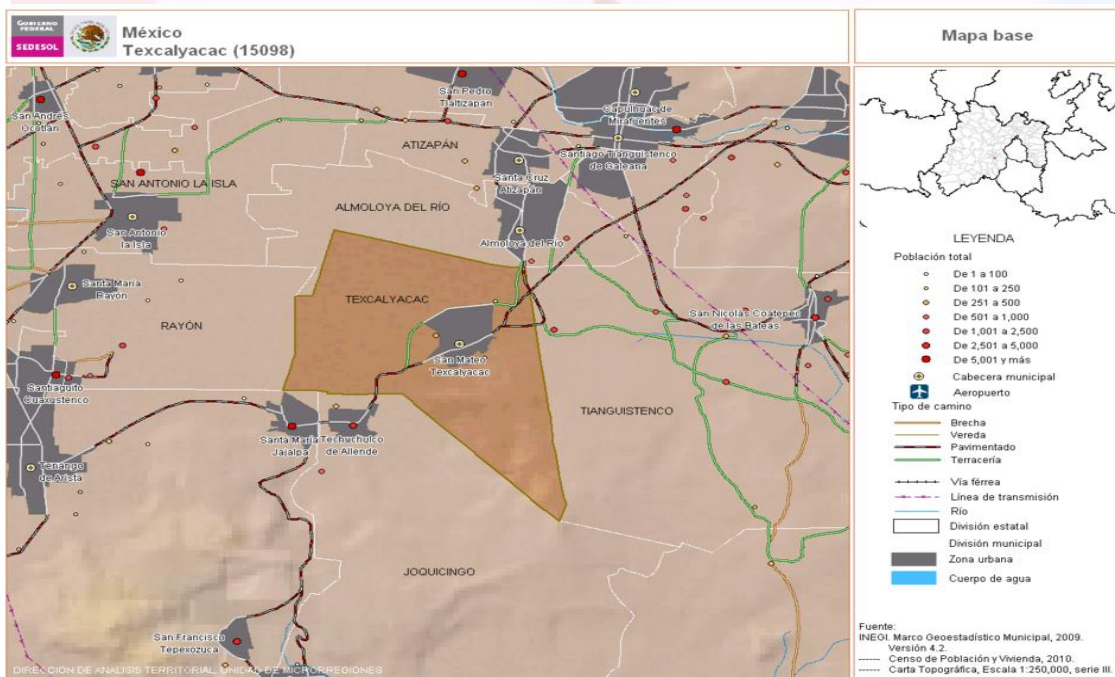 GOBIERNO
FEDERAL
SEDESOL
México
Texcalyacac (15098)
Mapa base
San Andrés
Ocotlán
San Pedro
Tlaltizapan
Capulhuac de
Mirafuentes
ATIZAPÁN
Santiago Tianguistenco
de Galeana
SAN ANTONIO LA ISLA
Santa Cruz
Atizapán
ALMOLOYA DEL RÍO
San Antonio
la Isla
Almoloya del Río
Santa María
Rayón
TEXCALYACAC
RAYÓN
San Nicolás Coatepec
de las Bateas
San Mateo
Texcalyacac
Santiaguito
Cuaxustenco
TIANGUISTENCO
Santa María
Jajalpa
Techuchulco
de Allende
Tenango
de Arista
JOQUICINGO
San Francisco
Tepexozuca
DIRECCIÓN DE ANÁLISIS TERRITORIAL, UNIDAD DE MICRORREGIONES
LEYENDA
Población total
De 1 a 100
De 101 a 250
De 251 a 500
De 501 a 1,000
De 1,001 a 2,500
De 2,501 a 5,000
De 5,001 y más
Cabecera municipal
Aeropuerto
Tipo de camino
Brecha
Vereda
Pavimentado
Terracería
Vía férrea
Línea de transmisión
Río
División estatal
División municipal
Zona urbana
Cuerpo de agua
Fuente:
INEGI. Marco Geoestadístico Municipal, 2009.
Versión 4.2.
------ Censo de Población y Vivienda, 2010.
------ Carta Topográfica, Escala 1:250,000, serie III.